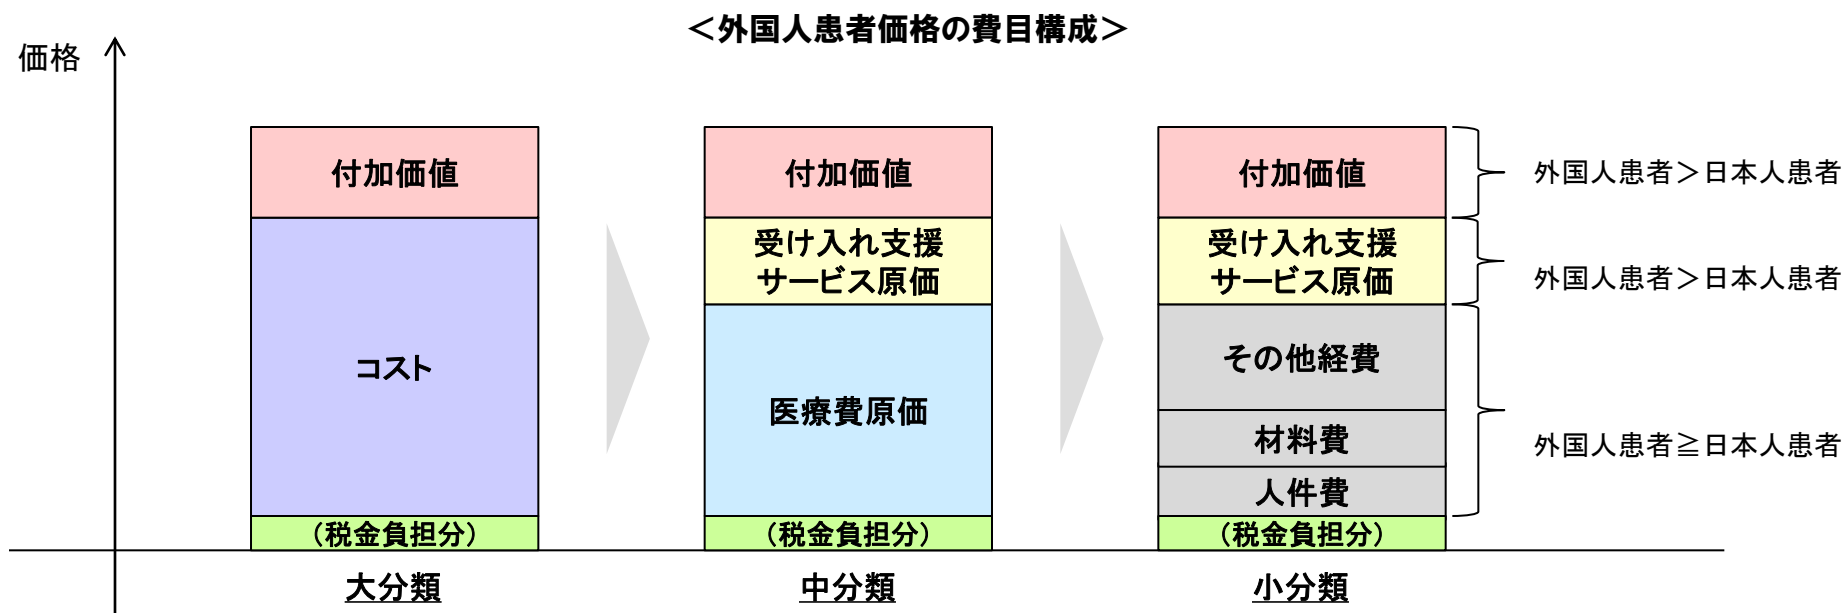 ＜外国人患者価格の費目構成＞
価格
付加価値
コスト
（税金負担分）
大分類
付加価値
受け入れ支援
サービス原価
医療費原価
（税金負担分）
中分類
付加価値
受け入れ支援
サービス原価
その他経費
材料費
人件費
（税金負担分）
小分類
外国人患者＞日本人患者
外国人患者＞日本人患者
外国人患者≧日本人患者